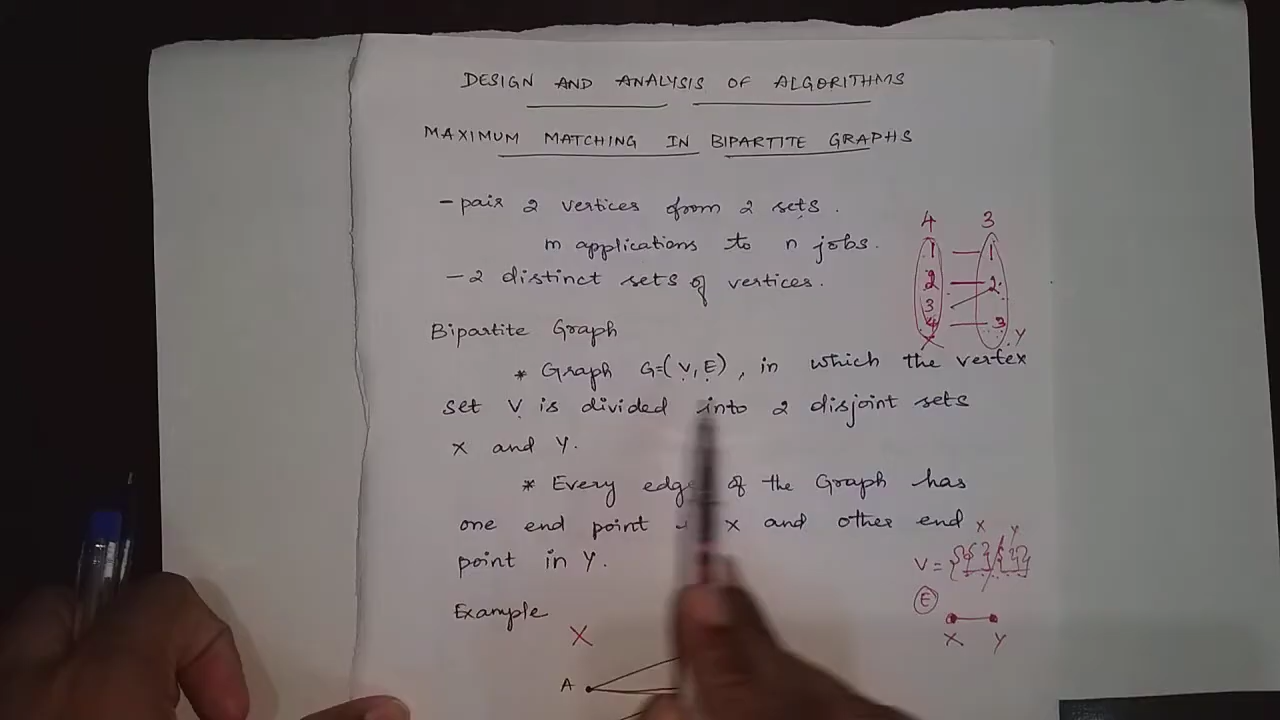 DESIGN AND ANALYSIS OF ALGORITHMS
MAXIMUM MATCHING IN BIPARTITE GRAPHS
- pair 2 vertices from 2 sets.
m applications to n jobs.
- 2 distinct sets of vertices.
4 3
1 1
2 2
3
4 3
X Y
Bipartite Graph
* Graph G=(V,E), in which the vertex
set V is divided into 2 disjoint sets
X and Y.
* Every edge of the Graph has
one end point X and other end
point in Y.
X Y
V = {{ } { }}
E
X Y
Example
X
A